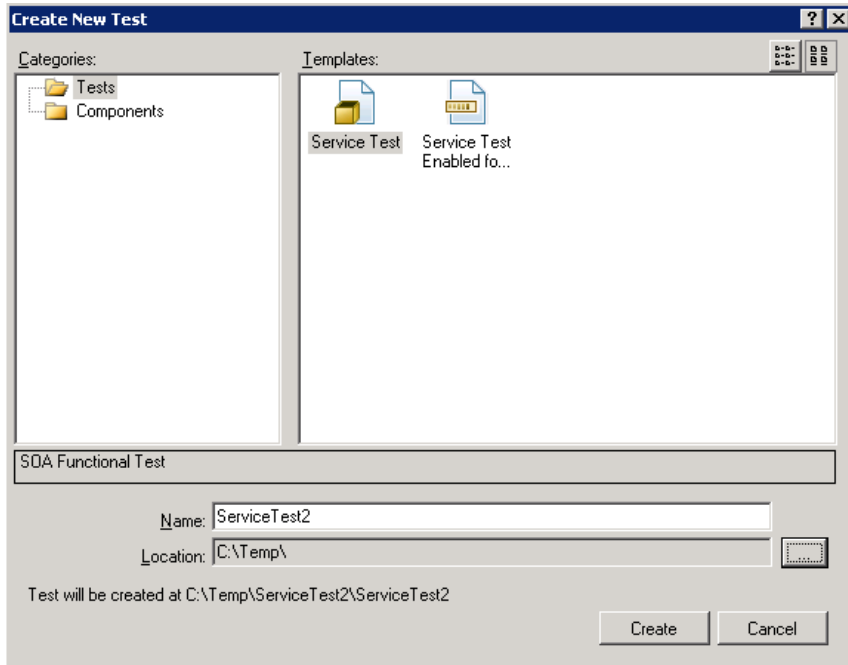 Create New Test
Categories:
Templates:
Tests
Components
Service Test
Service Test
Enabled fo...
SOA Functional Test
Name: ServiceTest2
Location: C:\Temp\
...
Test will be created at C:\Temp\ServiceTest2\ServiceTest2
Create
Cancel